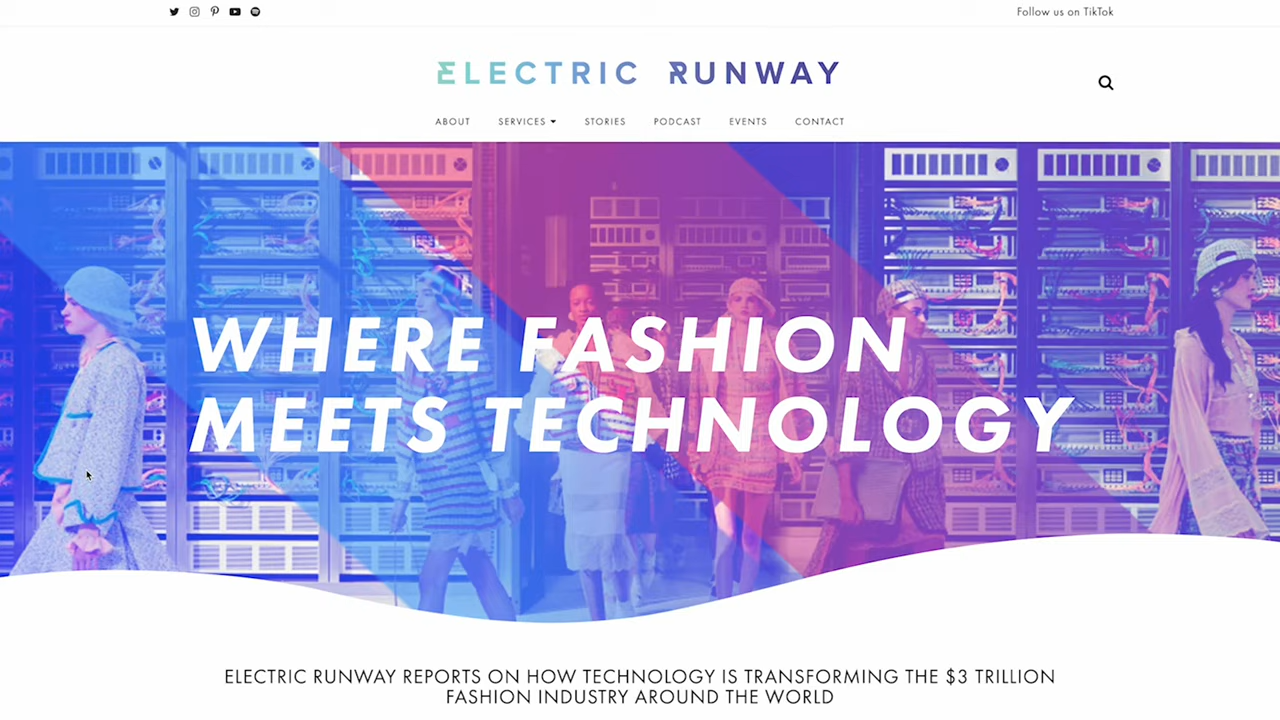 Follow us on TikTok
ELECTRIC RUNWAY
ABOUT SERVICES STORIES PODCAST EVENTS CONTACT
WHERE FASHION
MEETS TECHNOLOGY
ELECTRIC RUNWAY REPORTS ON HOW TECHNOLOGY IS TRANSFORMING THE $3 TRILLION
FASHION INDUSTRY AROUND THE WORLD